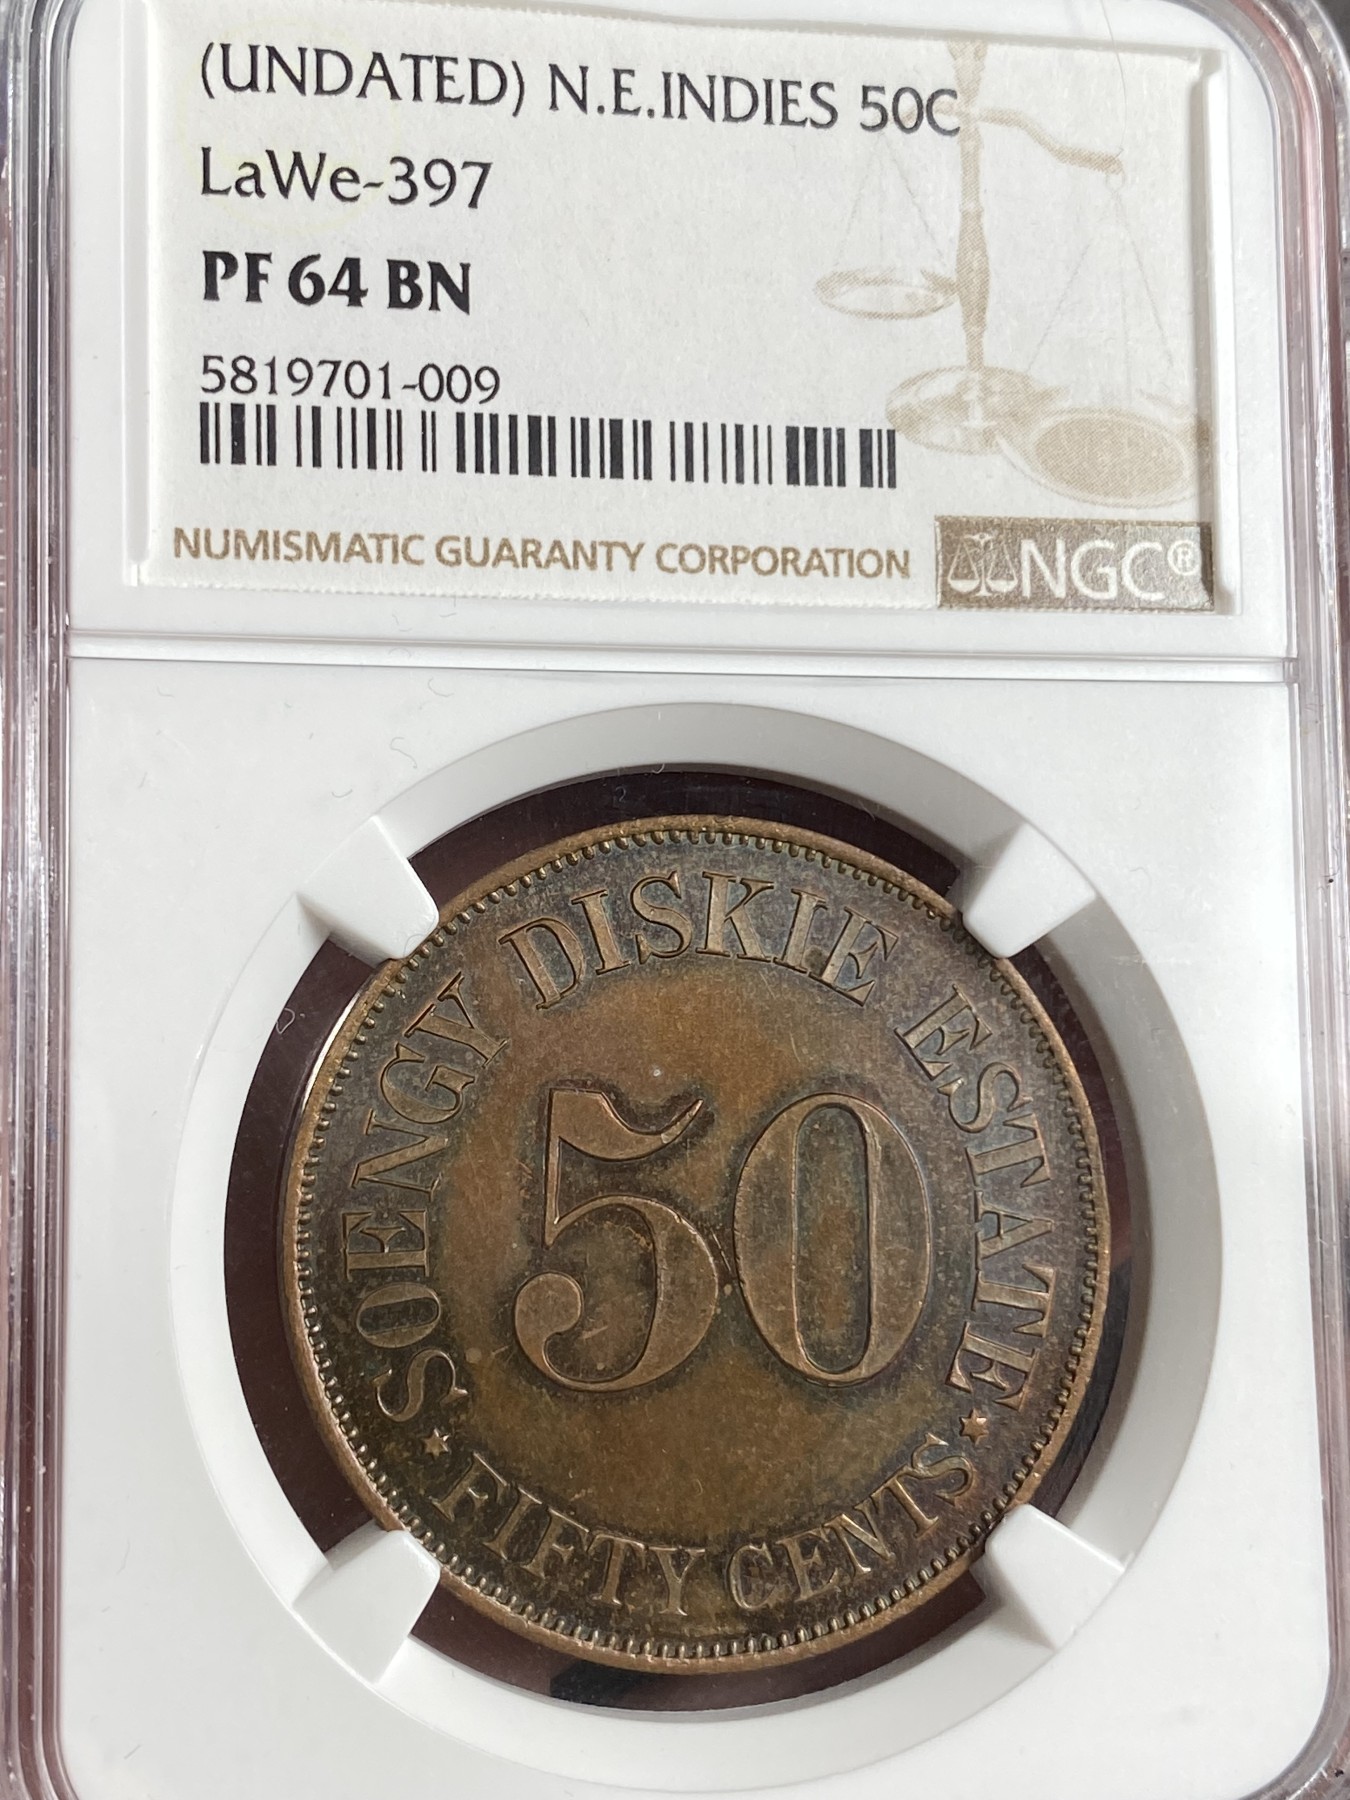 (UNDATED) N.E.INDIES 50C
LaWe-397
PF 64 BN
5819701-009
NUMISMATIC GUARANTY CORPORATION
NGC®
SOENGY DISKIE ESTATE
50
★ FIFTY CENTS ★